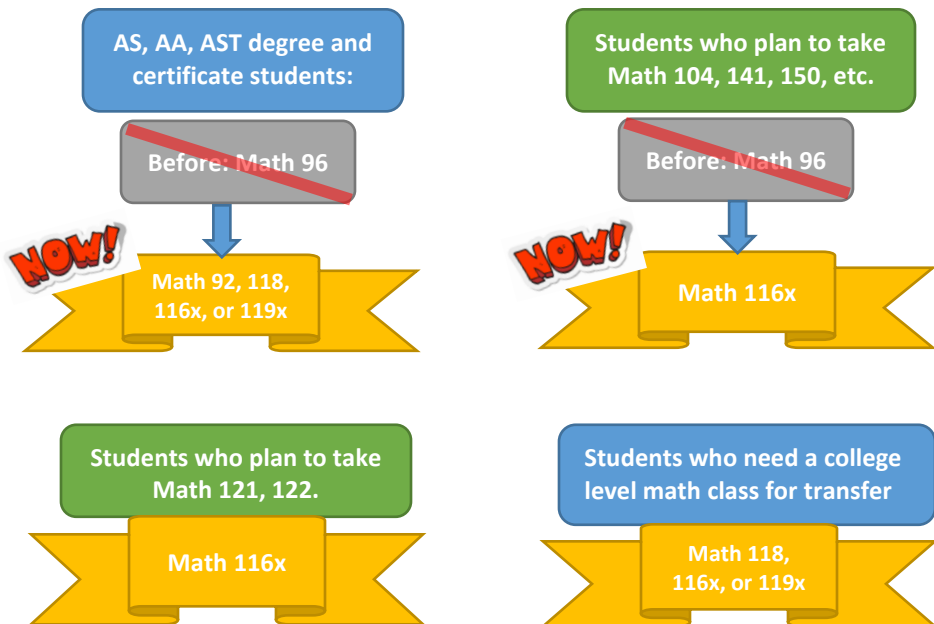 AS, AA, AST degree and
certificate students:
Before: Math 96
NOW!
Math 92, 118,
116x, or 119x
Students who plan to take
Math 104, 141, 150, etc.
Before: Math 96
NOW!
Math 116x
Students who plan to take
Math 121, 122.
Math 116x
Students who need a college
level math class for transfer
Math 118,
116x, or 119x